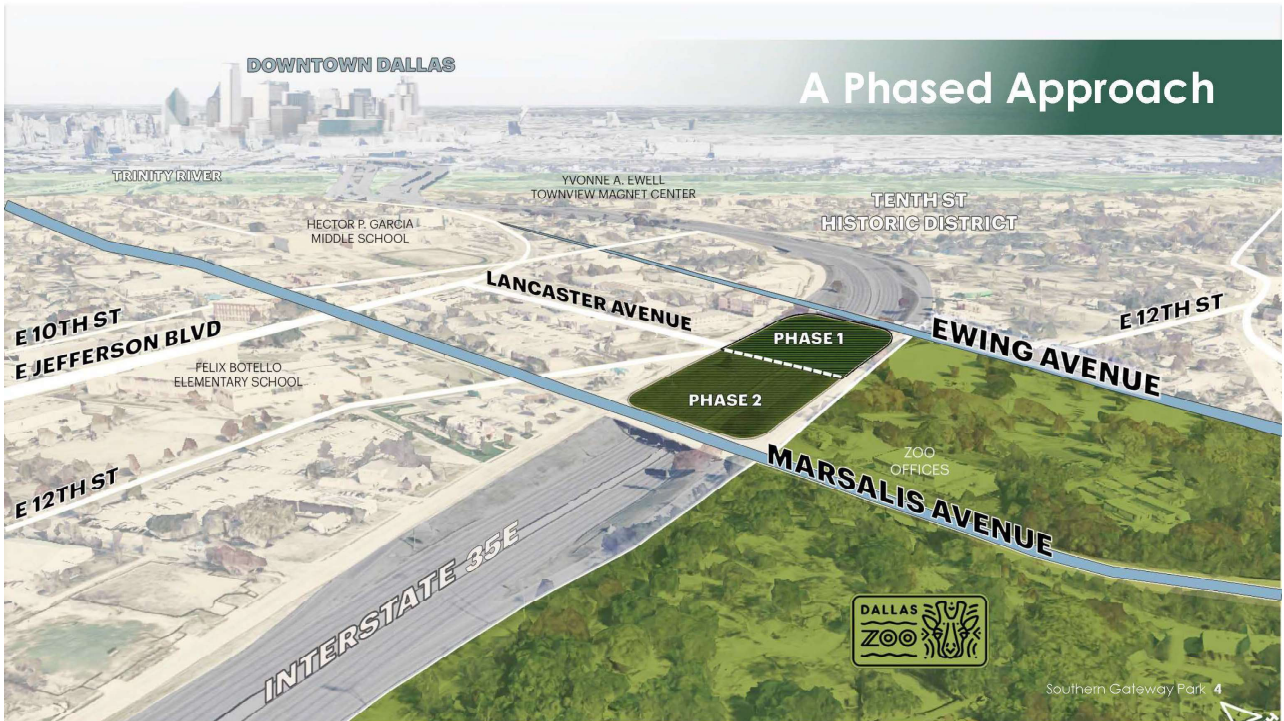 DOWNTOWN DALLAS
A Phased Approach
TRINITY RIVER
YVONNE A. EWELL
TOWNVIEW MAGNET CENTER
TENTH ST
HISTORIC DISTRICT
HECTOR P. GARCIA
MIDDLE SCHOOL
LANCASTER AVENUE
E 10TH ST
E JEFFERSON BLVD
E 12TH ST
EWING AVENUE
PHASE 1
FELIX BOTELLO
ELEMENTARY SCHOOL
PHASE 2
ZOO
OFFICES
MARSALIS AVENUE
E 12TH ST
INTERSTATE 35E
DALLAS
ZOO
Southern Gateway Park 4